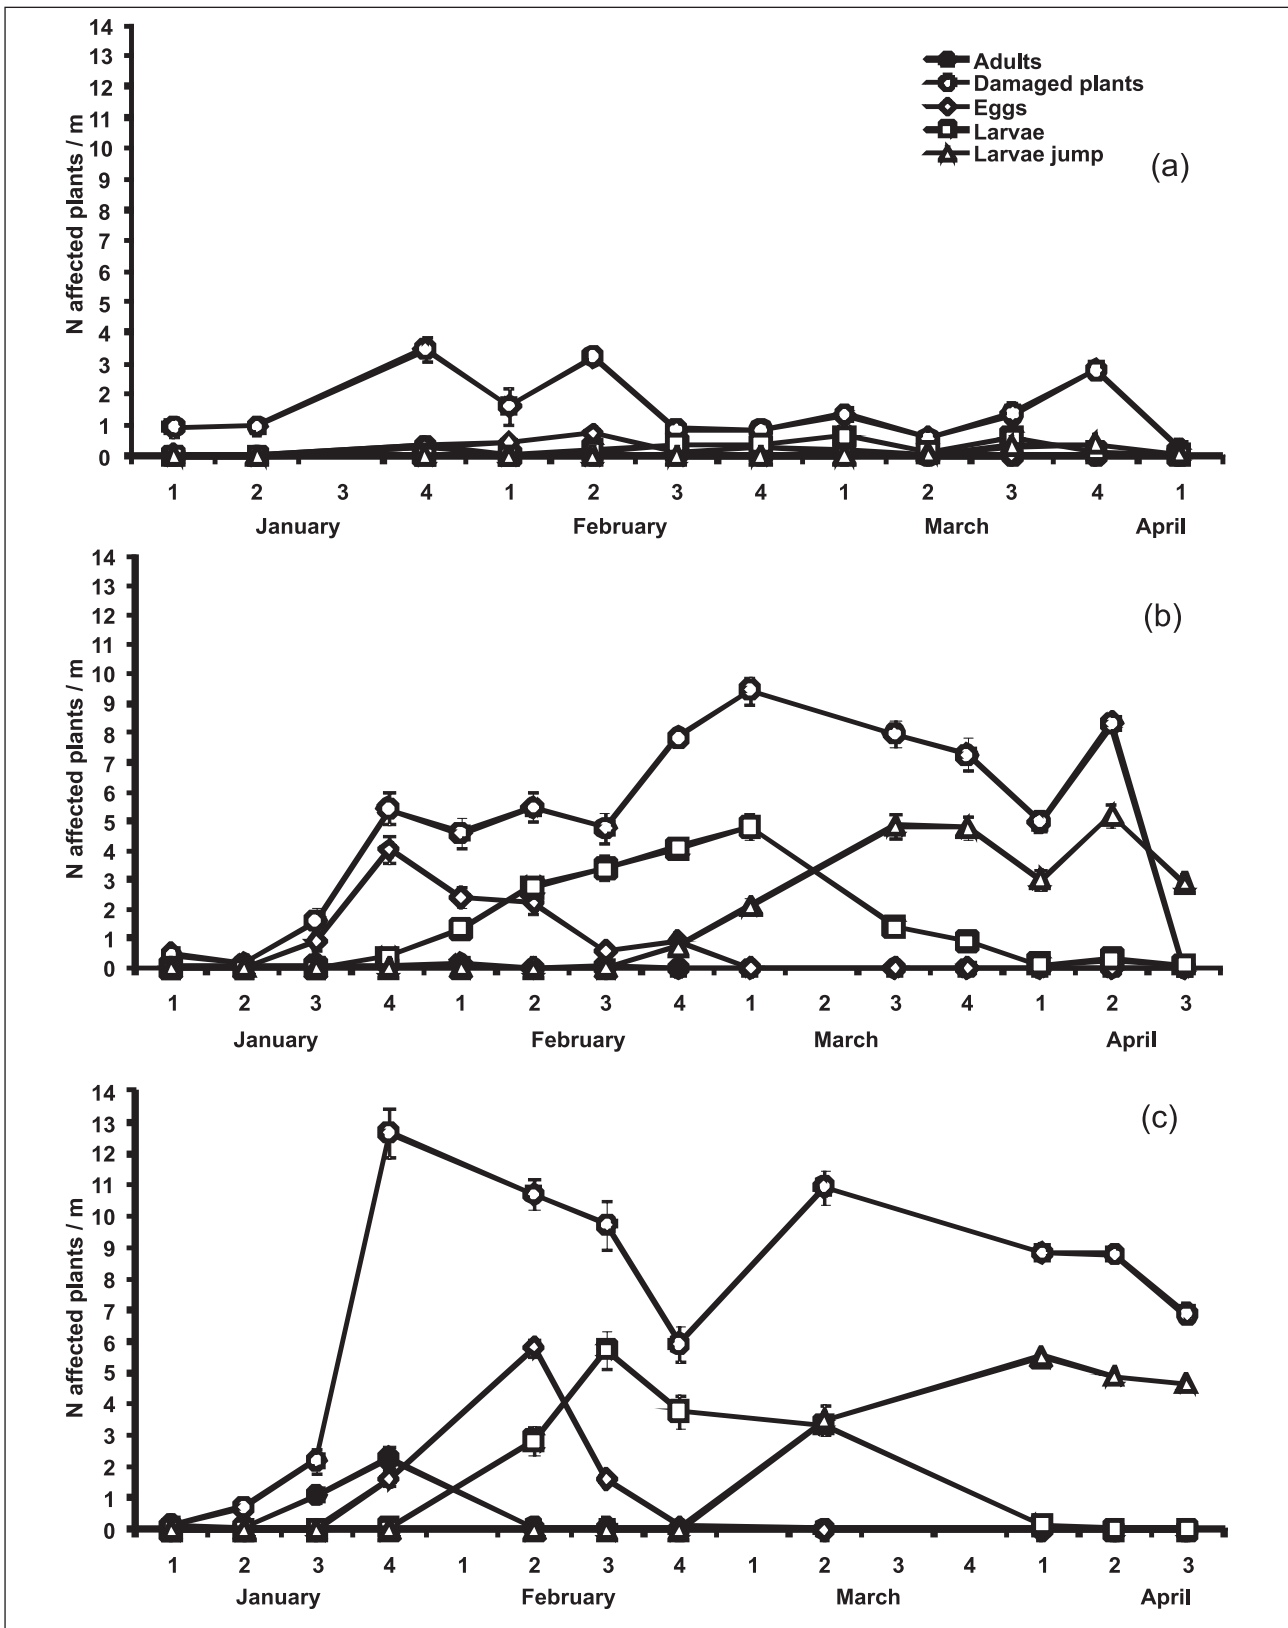 14
13
12
11
10
9
8
7
6
5
4
3
2
1
0
N affected plants / m
Adults
Damaged plants
Eggs
Larvae
Larvae jump
(a)
1 2 3 4 1 2 3 4 1 2 3 4 1
January February March April
14
13
12
11
10
9
8
7
6
5
4
3
2
1
0
N affected plants / m
(b)
1 2 3 4 1 2 3 4 1 2 3 4 1 2 3
January February March April
14
13
12
11
10
9
8
7
6
5
4
3
2
1
0
N affected plants / m
(c)
1 2 3 4 1 2 3 4 1 2 3 4 1 2 3
January February March April